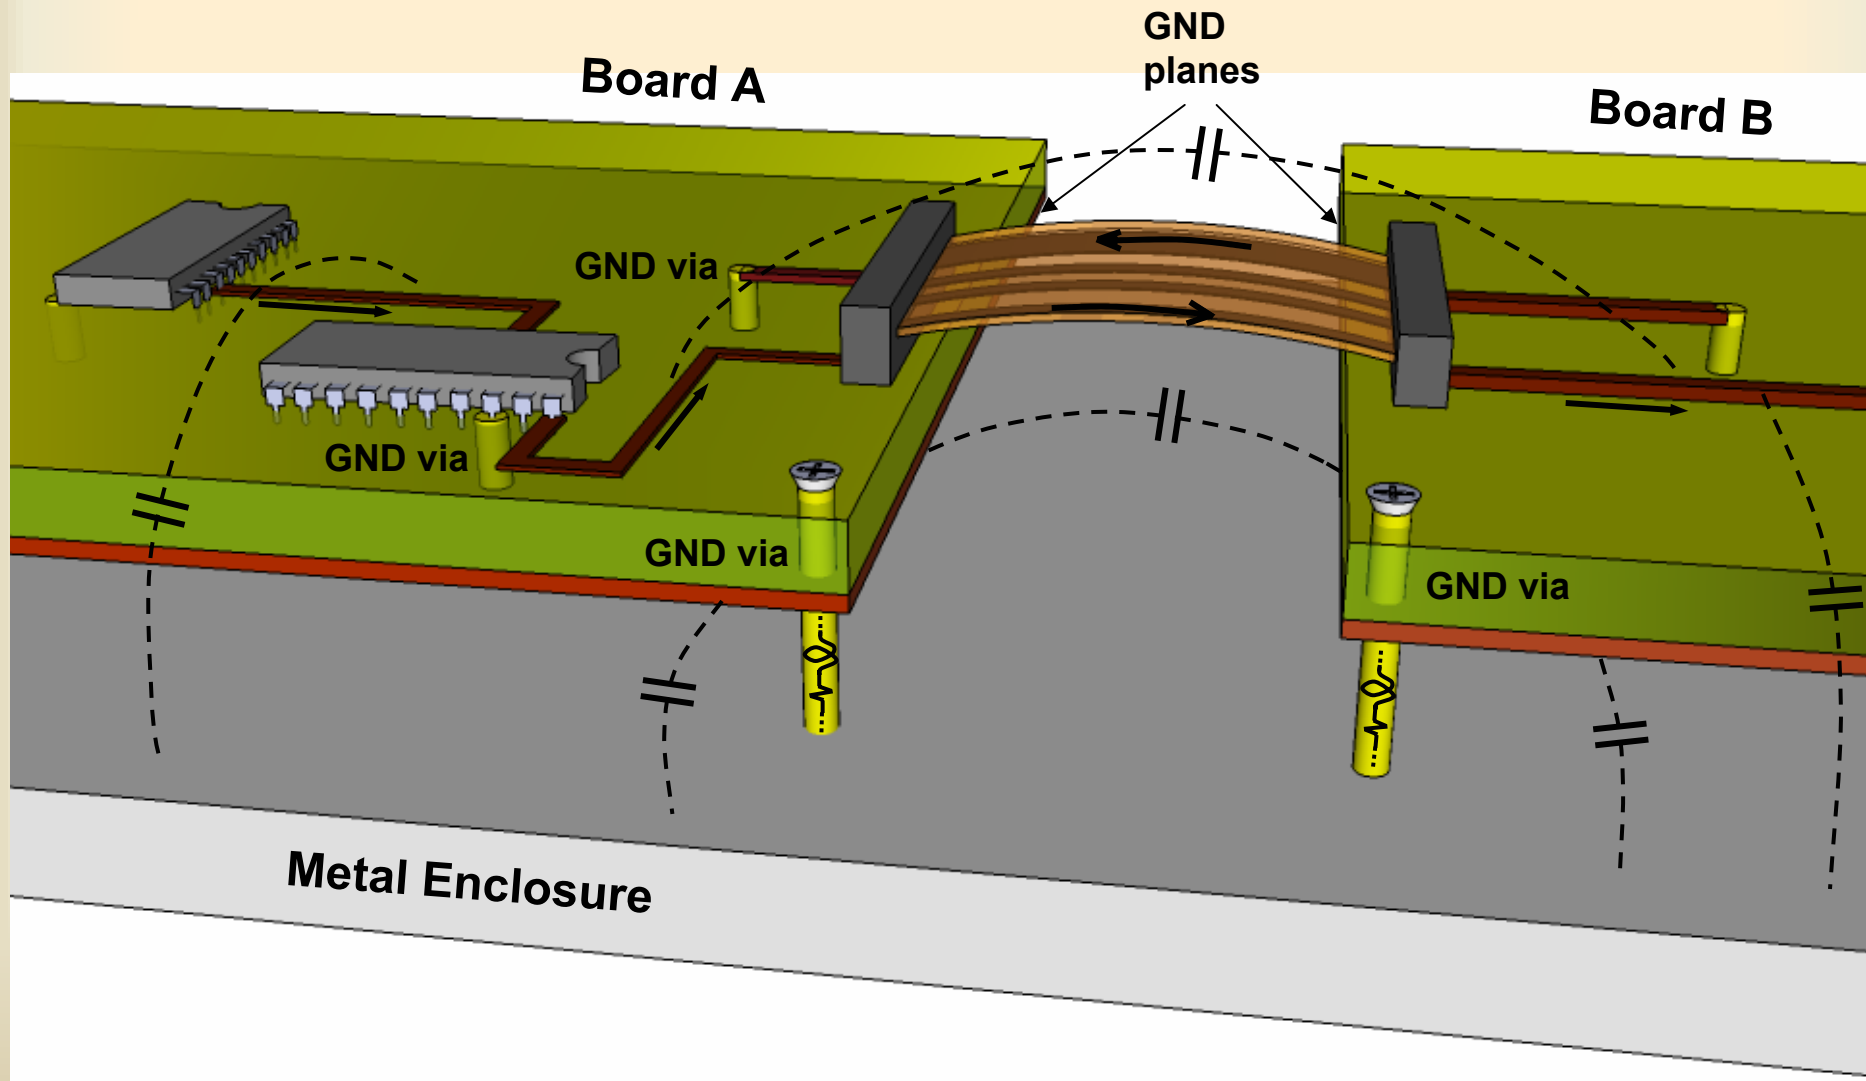 GND
planes
Board A
Board B
GND via
GND via
GND via
GND via
Metal Enclosure